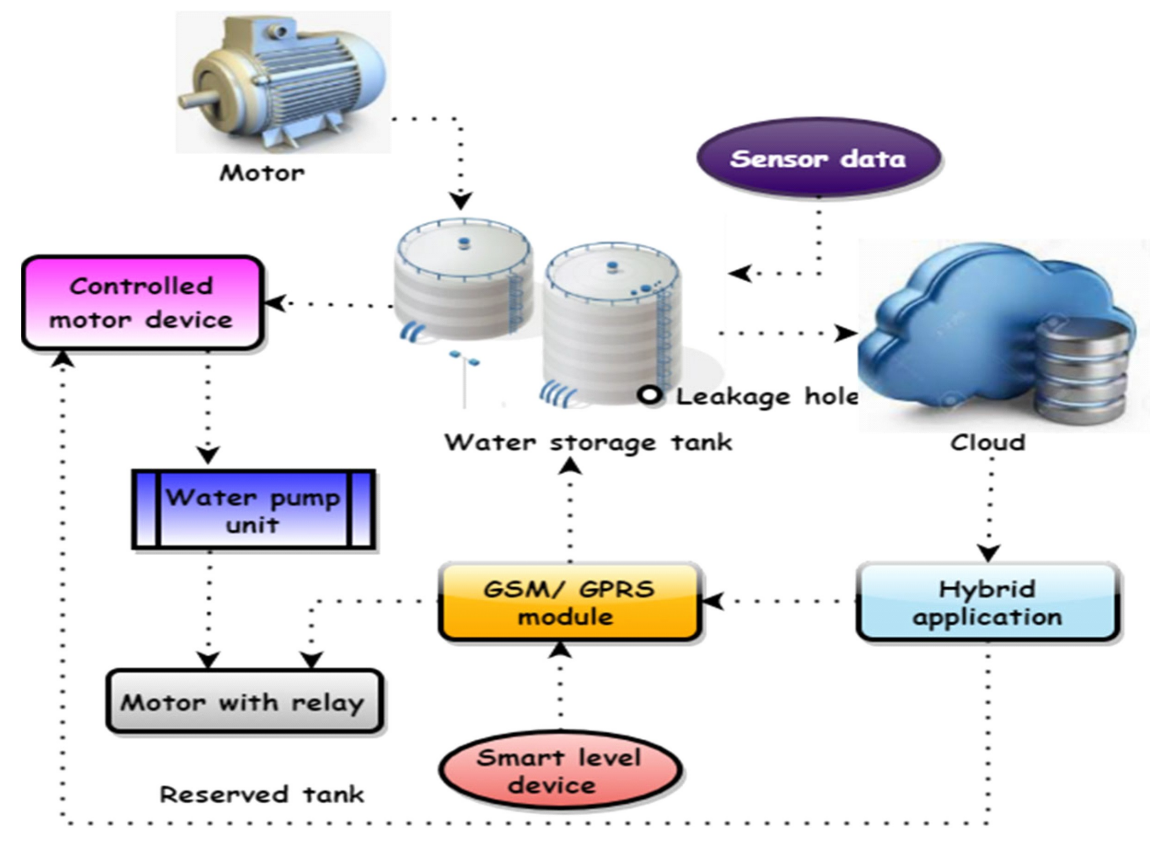 Motor
Sensor data
Controlled
motor device
Leakage hole
Water storage tank
Cloud
Water pump
unit
GSM/ GPRS
module
Hybrid
application
Motor with relay
Smart level
device
Reserved tank